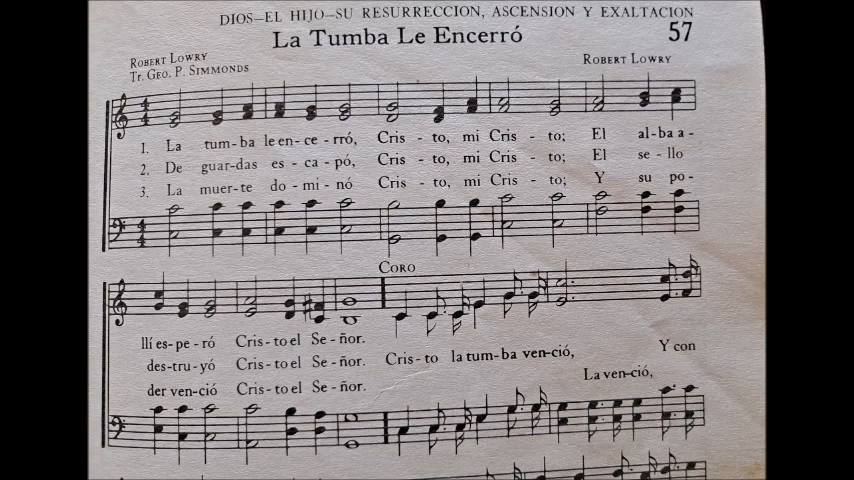 DIOS—EL HIJO—SU RESURRECCION, ASCENSION Y EXALTACION
La Tumba Le Encerró 57
ROBERT LOWRY
Tr. GEO. P. SIMMONDS
ROBERT LOWRY
1. La tum-ba le en-ce-rró, Cris-to, mi Cris-to; El al-ba a-
2. De guar-das es-ca-pó, Cris-to, mi Cris-to; El se-llo
3. La muer-te do-mi-nó Cris-to, mi Cris-to; Y su po-
CORO
llí es-pe-ró Cris-to el Se-ñor.
des-tru-yó Cris-to el Se-ñor. Cris-to la tum-ba ven-ció, Y con
der ven-ció Cris-to el Se-ñor. La ven-ció,